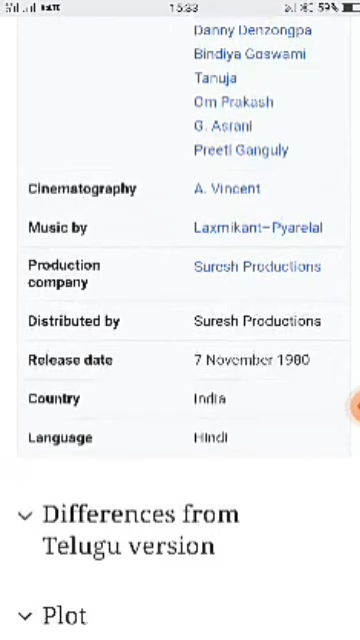 15:33
59%
Danny Denzongpa
Bindiya Goswami
Tanuja
Om Prakash
G. Asrani
Preeti Ganguly
Cinematography A. Vincent
Music by Laxmikant–Pyarelal
Production company Suresh Productions
Distributed by Suresh Productions
Release date 7 November 1980
Country India
Language Hindi
Differences from
Telugu version
Plot